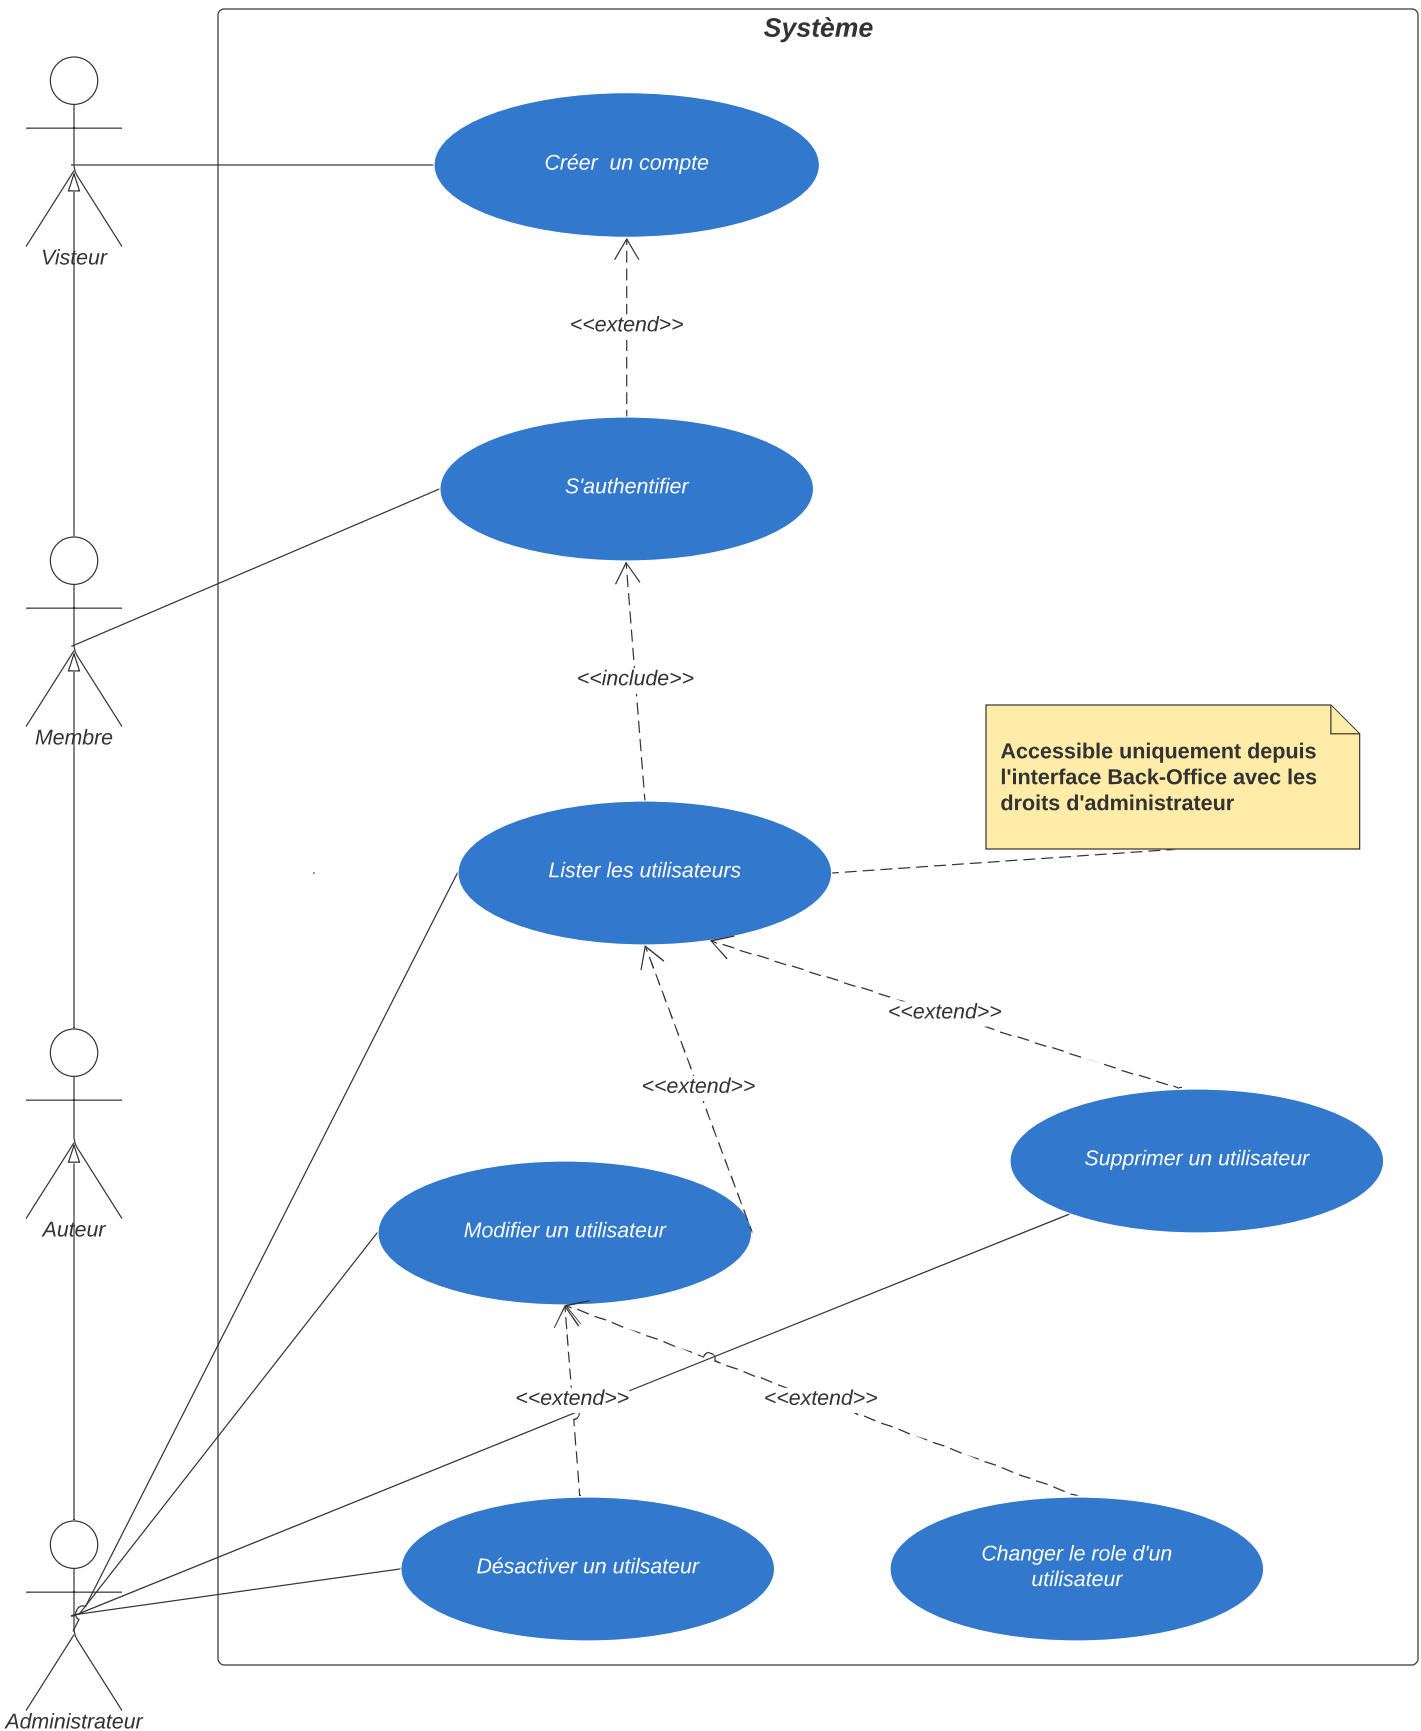 Système
Créer  un compte
Visteur
<<extend>>
S'authentifier
<<include>>
Membre
Accessible uniquement depuis
l'interface Back-Office avec les
droits d'administrateur
Lister les utilisateurs
<<extend>>
<<extend>>
Supprimer un utilisateur
Auteur
Modifier un utilisateur
<<extend>>
<<extend>>
Désactiver un utilsateur
Changer le role d'un
utilisateur
Administrateur